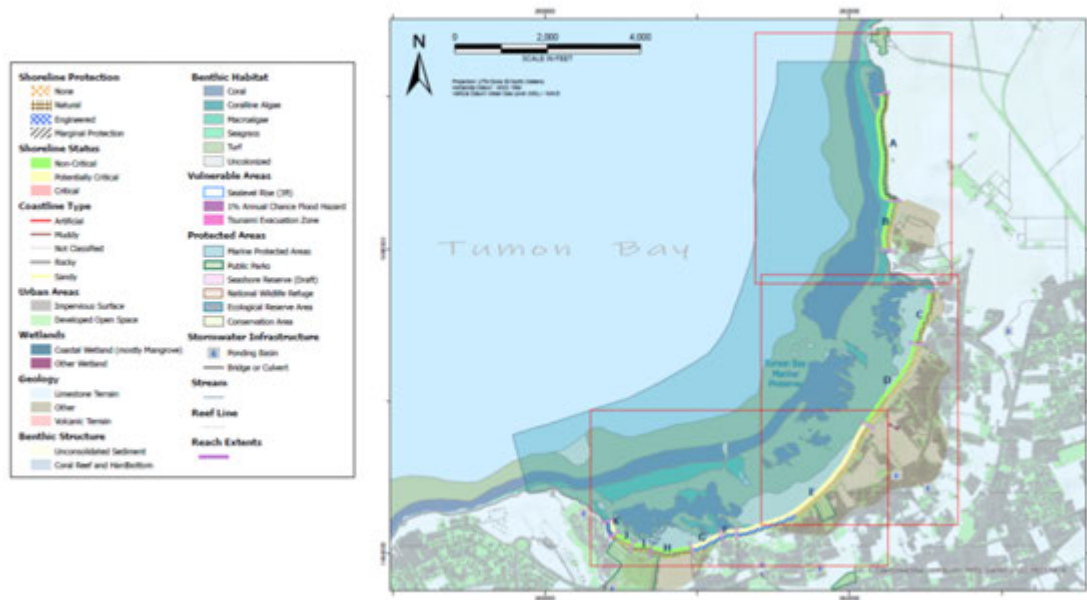 Shoreline Protection
None
Natural
Engineered
Marginal Protection
Shoreline Status
Non-Critical
Potentially Critical
Critical
Coastline Type
Artificial
Muddy
Not Classified
Rocky
Sandy
Urban Areas
Impervious Surface
Developed Open Space
Wetlands
Coastal Wetland (mostly Mangrove)
Other Wetland
Geology
Limestone Terrain
Other
Volcanic Terrain
Benthic Structure
Unconsolidated Sediment
Coral Reef and Hardbottom
Benthic Habitat
Coral
Coralline Algae
Macroalgae
Seagrass
Turf
Uncolonized
Vulnerable Areas
Sealevel Rise (3ft)
1% Annual Chance Flood Hazard
Tsunami Evacuation Zone
Protected Areas
Marine Protected Areas
Public Parks
Seashore Reserve (Draft)
National Wildlife Refuge
Ecological Reserve Area
Conservation Area
Stormwater Infrastructure
Ponding Basin
Bridge or Culvert
Stream
Reef Line
Reach Extents
N
0 2,000 4,000
SCALE IN FEET
Tumon Bay
A
B
C
D
Tumon Bay
Marine
Preserve
E
F
G
H
I
J
K